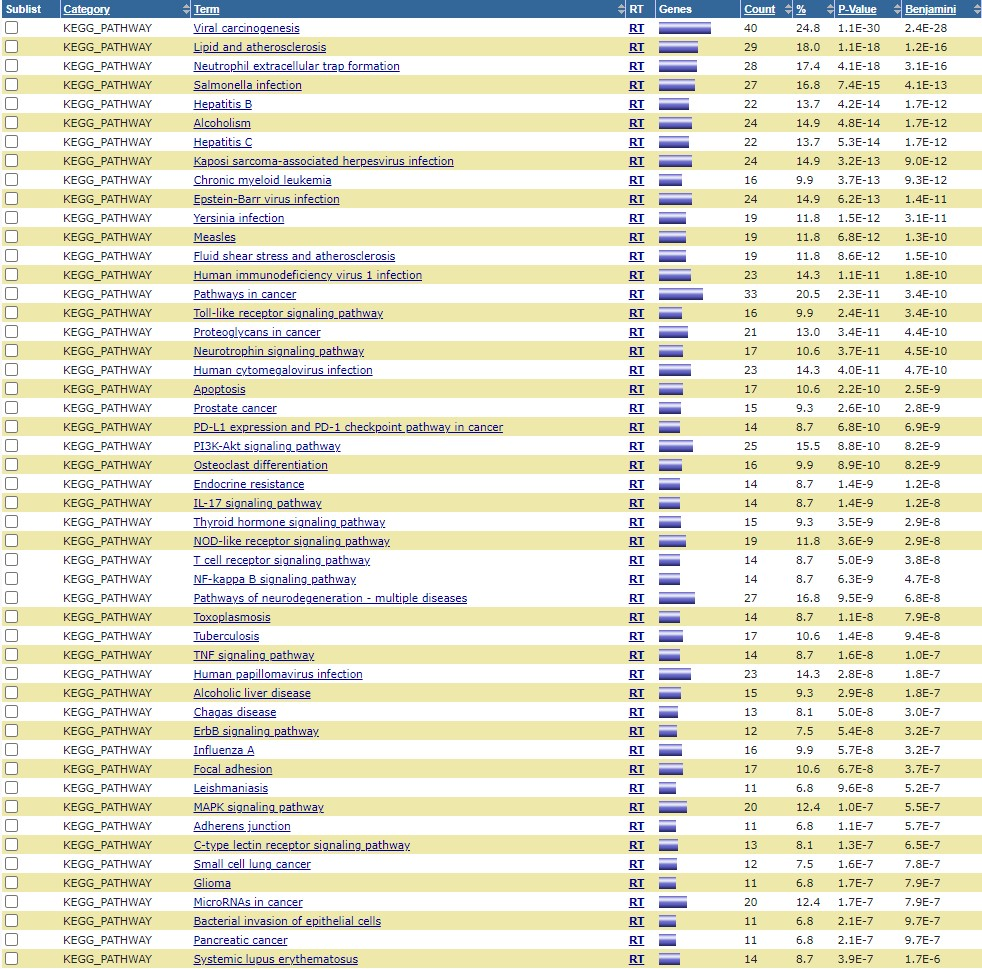 Sublist Category Term RT Genes Count % P-Value Benjamini
KEGG_PATHWAY Viral carcinogenesis RT 40 24.8 1.1E-30 2.4E-28
KEGG_PATHWAY Lipid and atherosclerosis RT 29 18.0 1.1E-18 1.2E-16
KEGG_PATHWAY Neutrophil extracellular trap formation RT 28 17.4 4.1E-18 3.1E-16
KEGG_PATHWAY Salmonella infection RT 27 16.8 7.4E-15 4.1E-13
KEGG_PATHWAY Hepatitis B RT 22 13.7 4.2E-14 1.7E-12
KEGG_PATHWAY Alcoholism RT 24 14.9 4.8E-14 1.7E-12
KEGG_PATHWAY Hepatitis C RT 22 13.7 5.3E-14 1.7E-12
KEGG_PATHWAY Kaposi sarcoma-associated herpesvirus infection RT 24 14.9 3.2E-13 9.0E-12
KEGG_PATHWAY Chronic myeloid leukemia RT 16 9.9 3.7E-13 9.3E-12
KEGG_PATHWAY Epstein-Barr virus infection RT 24 14.9 6.2E-13 1.4E-11
KEGG_PATHWAY Yersinia infection RT 19 11.8 1.5E-12 3.1E-11
KEGG_PATHWAY Measles RT 19 11.8 6.8E-12 1.3E-10
KEGG_PATHWAY Fluid shear stress and atherosclerosis RT 19 11.8 8.6E-12 1.5E-10
KEGG_PATHWAY Human immunodeficiency virus 1 infection RT 23 14.3 1.1E-11 1.8E-10
KEGG_PATHWAY Pathways in cancer RT 33 20.5 2.3E-11 3.4E-10
KEGG_PATHWAY Toll-like receptor signaling pathway RT 16 9.9 2.4E-11 3.4E-10
KEGG_PATHWAY Proteoglycans in cancer RT 21 13.0 3.4E-11 4.4E-10
KEGG_PATHWAY Neurotrophin signaling pathway RT 17 10.6 3.7E-11 4.5E-10
KEGG_PATHWAY Human cytomegalovirus infection RT 23 14.3 4.0E-11 4.7E-10
KEGG_PATHWAY Apoptosis RT 17 10.6 2.2E-10 2.5E-9
KEGG_PATHWAY Prostate cancer RT 15 9.3 2.6E-10 2.8E-9
KEGG_PATHWAY PD-L1 expression and PD-1 checkpoint pathway in cancer RT 14 8.7 6.8E-10 6.9E-9
KEGG_PATHWAY PI3K-Akt signaling pathway RT 25 15.5 8.8E-10 8.2E-9
KEGG_PATHWAY Osteoclast differentiation RT 16 9.9 8.9E-10 8.2E-9
KEGG_PATHWAY Endocrine resistance RT 14 8.7 1.4E-9 1.2E-8
KEGG_PATHWAY IL-17 signaling pathway RT 14 8.7 1.4E-9 1.2E-8
KEGG_PATHWAY Thyroid hormone signaling pathway RT 15 9.3 3.5E-9 2.9E-8
KEGG_PATHWAY NOD-like receptor signaling pathway RT 19 11.8 3.6E-9 2.9E-8
KEGG_PATHWAY T cell receptor signaling pathway RT 14 8.7 5.0E-9 3.8E-8
KEGG_PATHWAY NF-kappa B signaling pathway RT 14 8.7 6.3E-9 4.7E-8
KEGG_PATHWAY Pathways of neurodegeneration - multiple diseases RT 27 16.8 9.5E-9 6.8E-8
KEGG_PATHWAY Toxoplasmosis RT 14 8.7 1.1E-8 7.9E-8
KEGG_PATHWAY Tuberculosis RT 17 10.6 1.4E-8 9.4E-8
KEGG_PATHWAY TNF signaling pathway RT 14 8.7 1.6E-8 1.0E-7
KEGG_PATHWAY Human papillomavirus infection RT 23 14.3 2.8E-8 1.8E-7
KEGG_PATHWAY Alcoholic liver disease RT 15 9.3 2.9E-8 1.8E-7
KEGG_PATHWAY Chagas disease RT 13 8.1 5.0E-8 3.0E-7
KEGG_PATHWAY ErbB signaling pathway RT 12 7.5 5.4E-8 3.2E-7
KEGG_PATHWAY Influenza A RT 16 9.9 5.7E-8 3.2E-7
KEGG_PATHWAY Focal adhesion RT 17 10.6 6.7E-8 3.7E-7
KEGG_PATHWAY Leishmaniasis RT 11 6.8 9.6E-8 5.2E-7
KEGG_PATHWAY MAPK signaling pathway RT 20 12.4 1.0E-7 5.5E-7
KEGG_PATHWAY Adherens junction RT 11 6.8 1.1E-7 5.7E-7
KEGG_PATHWAY C-type lectin receptor signaling pathway RT 13 8.1 1.3E-7 6.5E-7
KEGG_PATHWAY Small cell lung cancer RT 12 7.5 1.6E-7 7.8E-7
KEGG_PATHWAY Glioma RT 11 6.8 1.7E-7 7.9E-7
KEGG_PATHWAY MicroRNAs in cancer RT 20 12.4 1.7E-7 7.9E-7
KEGG_PATHWAY Bacterial invasion of epithelial cells RT 11 6.8 2.1E-7 9.7E-7
KEGG_PATHWAY Pancreatic cancer RT 11 6.8 2.1E-7 9.7E-7
KEGG_PATHWAY Systemic lupus erythematosus RT 14 8.7 3.9E-7 1.7E-6